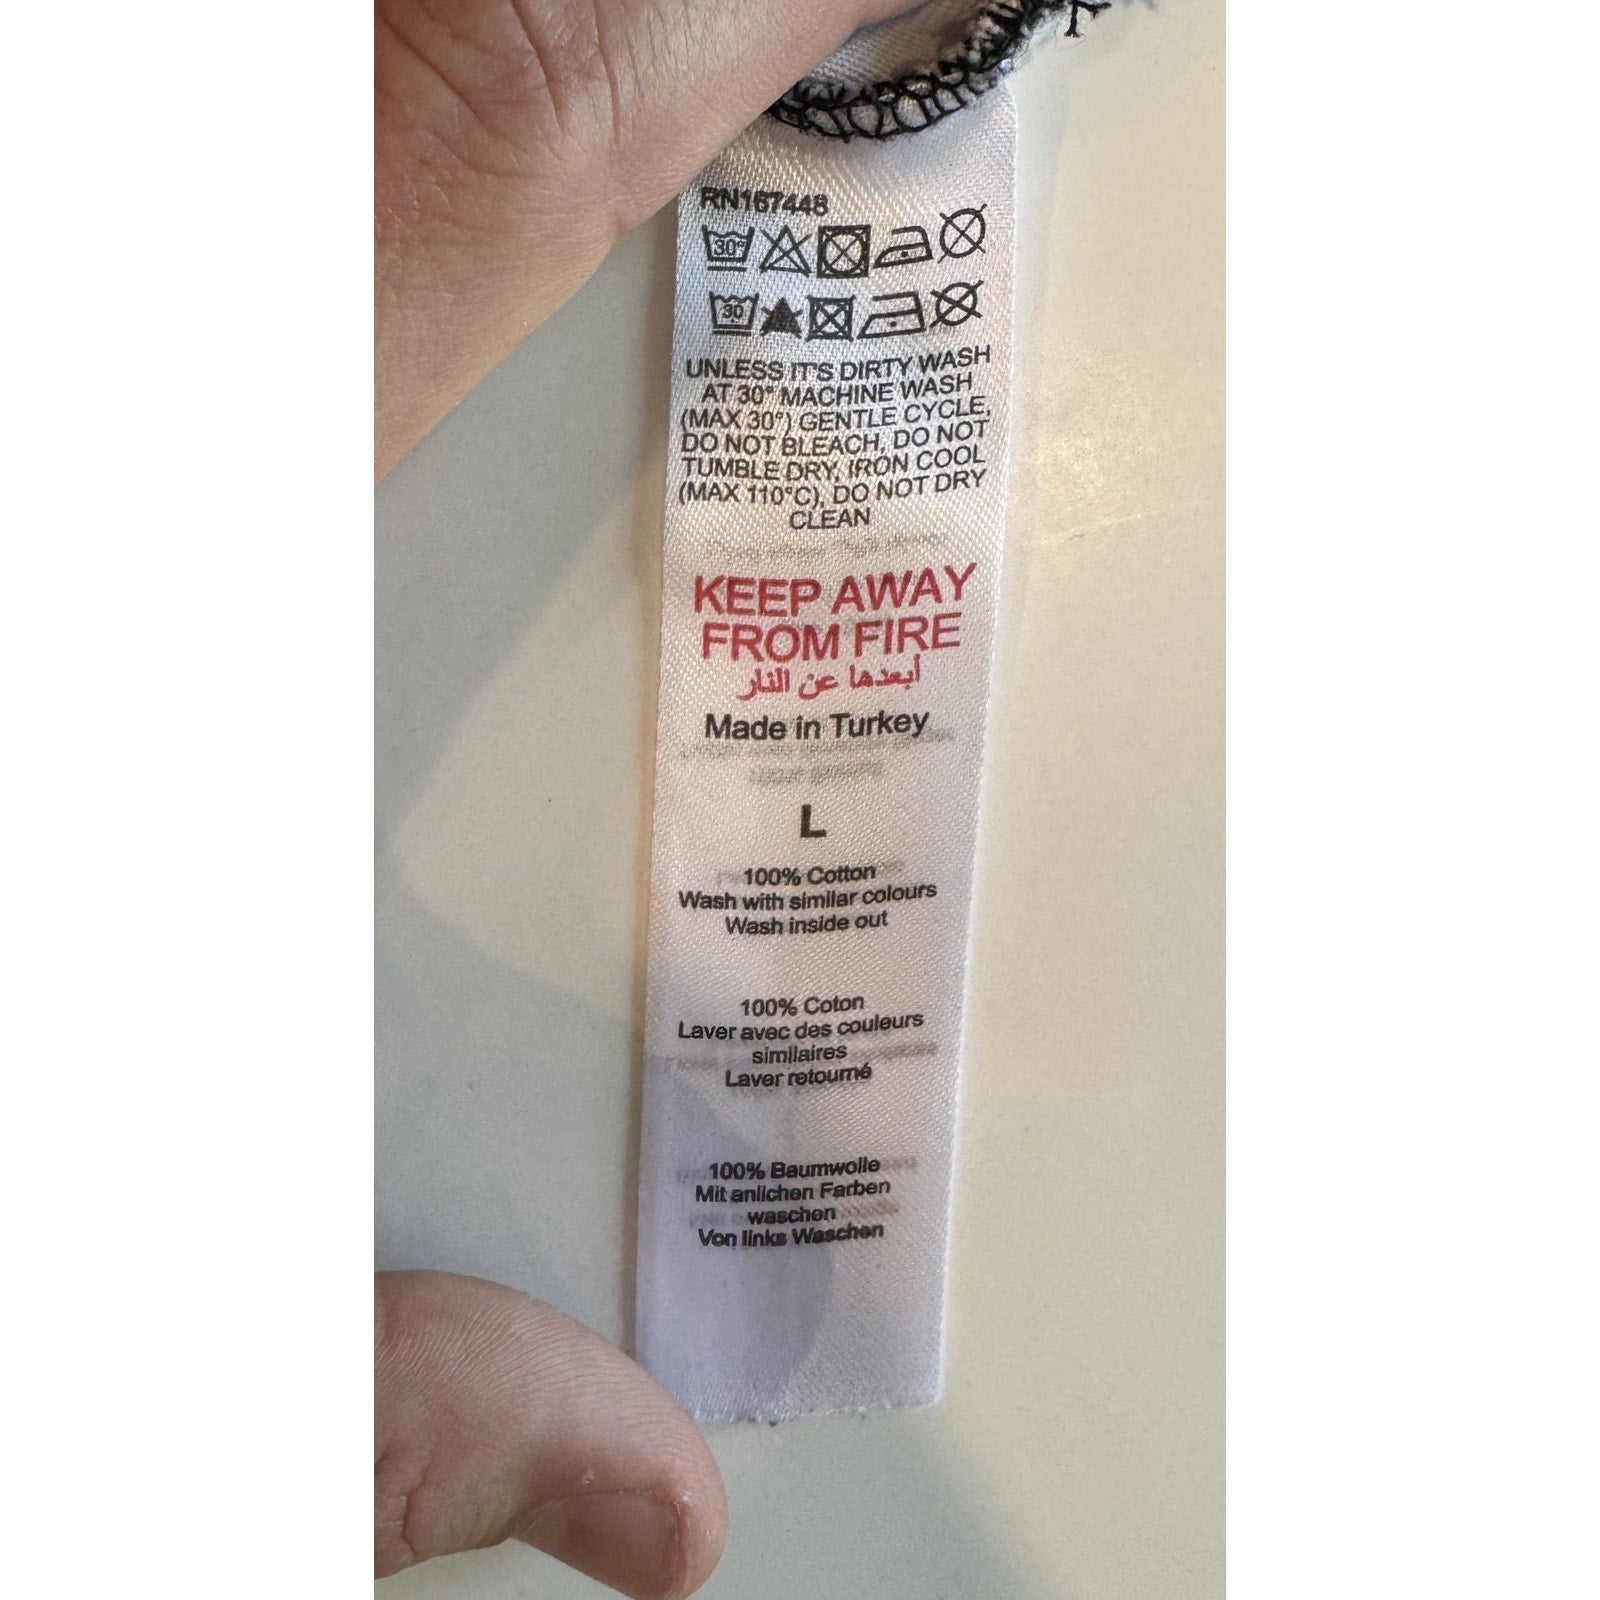 RN167448
30°
30
UNLESS IT'S DIRTY WASH
AT 30° MACHINE WASH
(MAX 30°) GENTLE CYCLE,
DO NOT BLEACH, DO NOT
TUMBLE DRY, IRON COOL
(MAX 110°C), DO NOT DRY
CLEAN
KEEP AWAY
FROM FIRE
أبعدها عن النار
Made in Turkey
L
100% Cotton
Wash with similar colours
Wash inside out
100% Coton
Laver avec des couleurs
similaires
Laver retourné
100% Baumwolle
Mit anlichen Farben
waschen
Von links Waschen